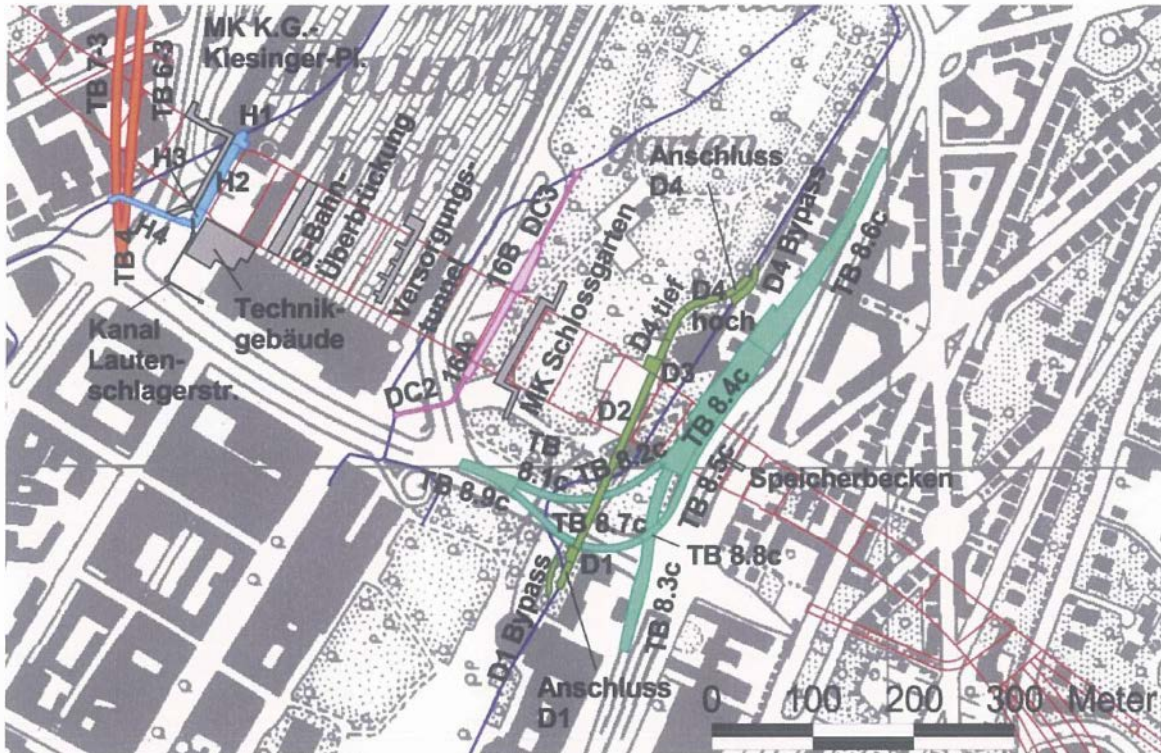 MK K.G.-
Kiesinger-Pl.
TB 7-3
TB 6-3
Haupt-
H1
H3
H2
H4
S-Bahn-
Überbrückung
Versorgungs-
tunnel
Technik-
gebäude
Kanal
Lauten-
schlagerstr.
DC3
16B
16A
DC2
MK Schlossgarten
garten
Anschluss
D4
D4 Bypass
D4
hoch
D4 tief
D3
D2
TB 8.6c
TB 8.4c
TB
8.1c
TB 8.2c
TB 8.5c
TB 8.9c
TB 8.7c
Speicherbecken
TB 8.8c
D1
TB 8.3c
D1 Bypass
Anschluss
D1
0 100 200 300 Meter